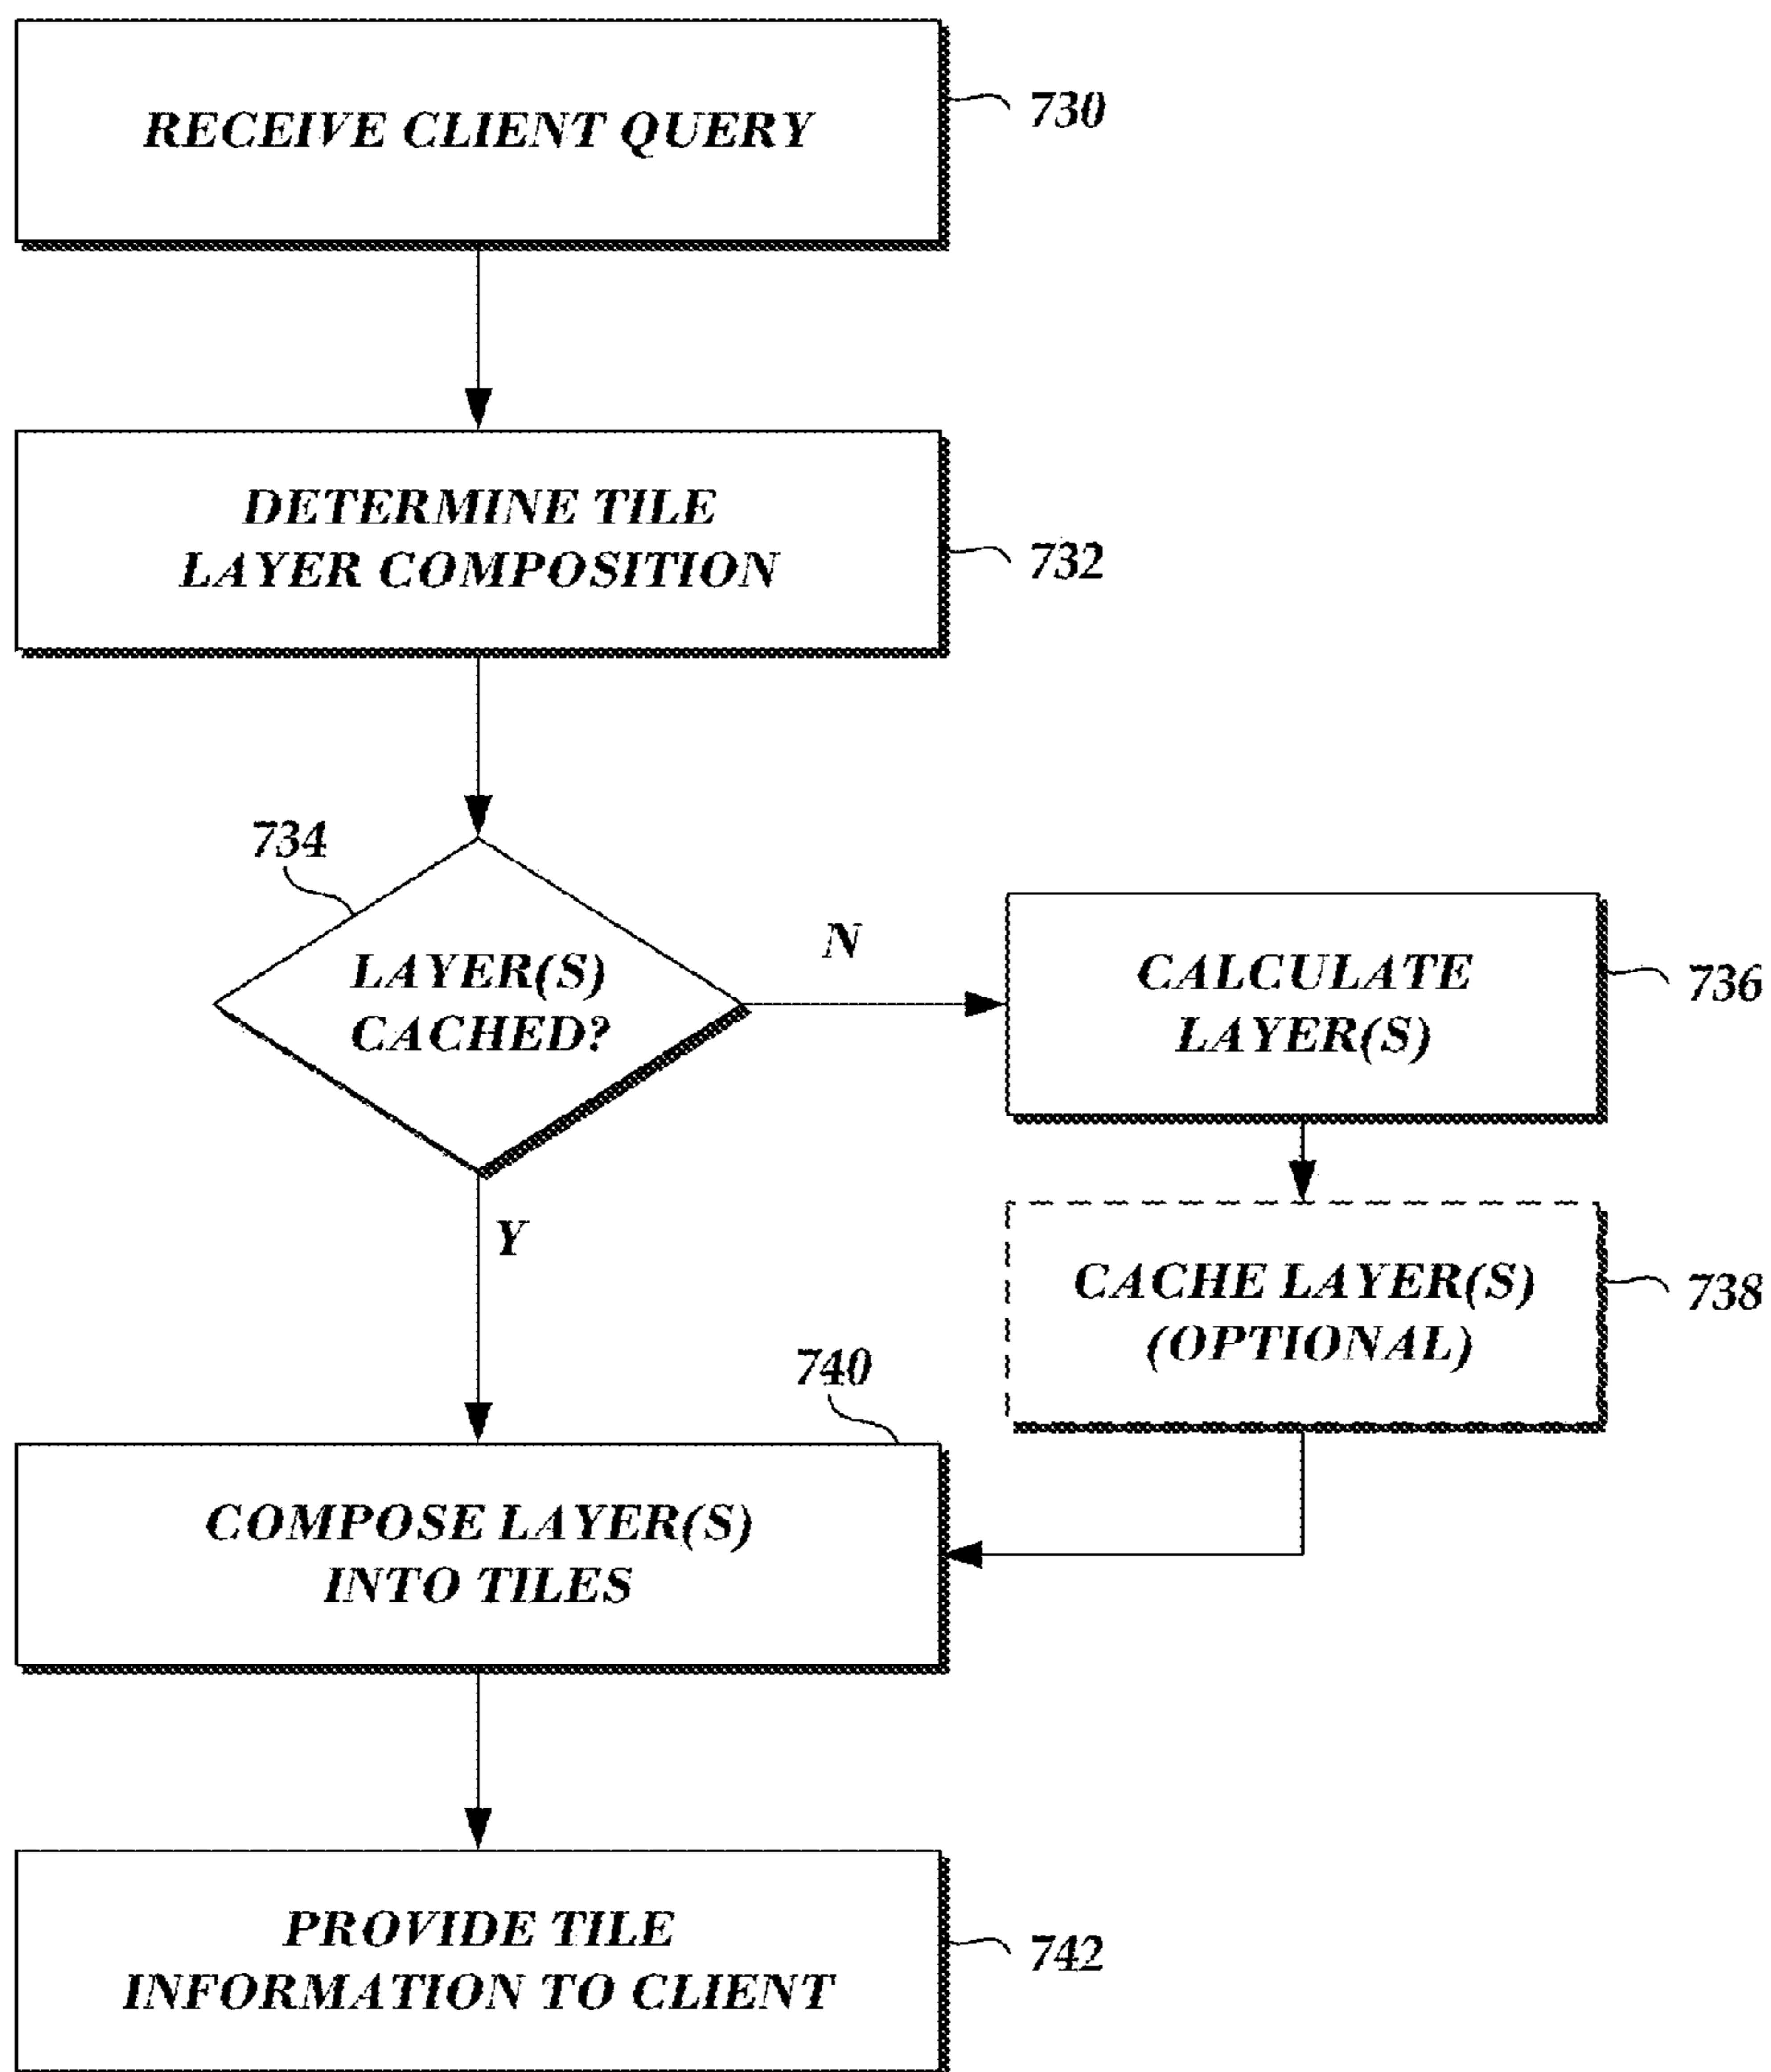 RECEIVE CLIENT QUERY
730
DETERMINE TILE
LAYER COMPOSITION
732
734
LAYER(S)
CACHED?
N
CALCULATE
LAYER(S)
736
Y
CACHE LAYER(S)
(OPTIONAL)
738
740
COMPOSE LAYER(S)
INTO TILES
PROVIDE TILE
INFORMATION TO CLIENT
742